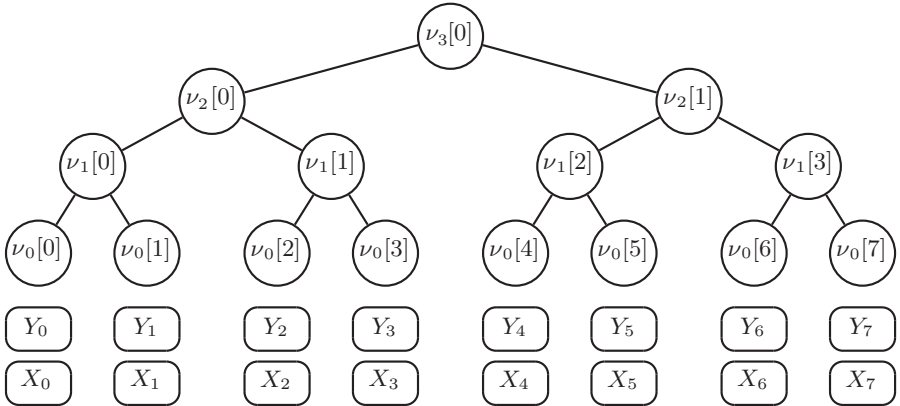 ν₃[0]
ν₂[0] ν₂[1]
ν₁[0] ν₁[1] ν₁[2] ν₁[3]
ν₀[0] ν₀[1] ν₀[2] ν₀[3] ν₀[4] ν₀[5] ν₀[6] ν₀[7]
Y₀ Y₁ Y₂ Y₃ Y₄ Y₅ Y₆ Y₇
X₀ X₁ X₂ X₃ X₄ X₅ X₆ X₇